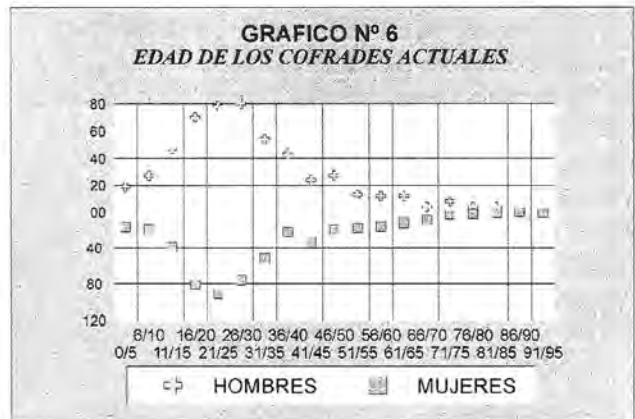 GRAFICO Nº 6
EDAD DE LOS COFRADES ACTUALES
80
60
40
20
00
40
80
120
6/10 16/20 26/30 36/40 46/50 56/60 66/70 76/80 86/90
0/5 11/15 21/25 31/35 41/45 51/55 61/65 71/75 81/85 91/95
HOMBRES MUJERES